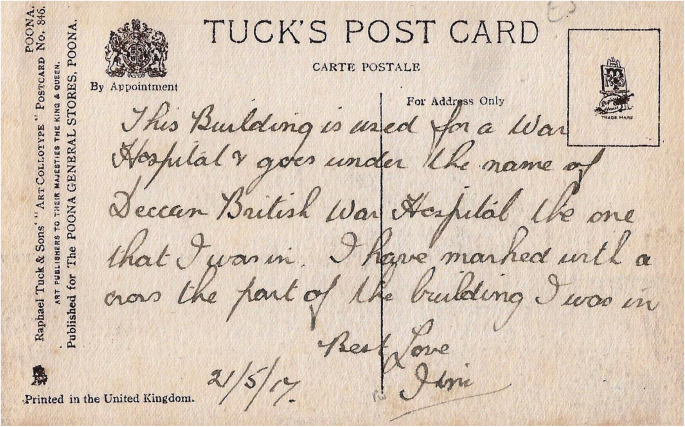 TUCK'S POST CARD
CARTE POSTALE
By Appointment
For Address Only
TRADE MARK
Raphael Tuck & Sons' "ART COLLOTYPE" POSTCARD No. 846. POONA.
ART PUBLISHERS TO THEIR MAJESTIES THE KING & QUEEN.
Published for The POONA GENERAL STORES, POONA.
This Building is used for a War
Hospital & goes under the name of
Deccan British War Hospital the one
that I was in. I have marked with a
cross the part of the building I was in
Best Love
21/5/17.
Printed in the United Kingdom.